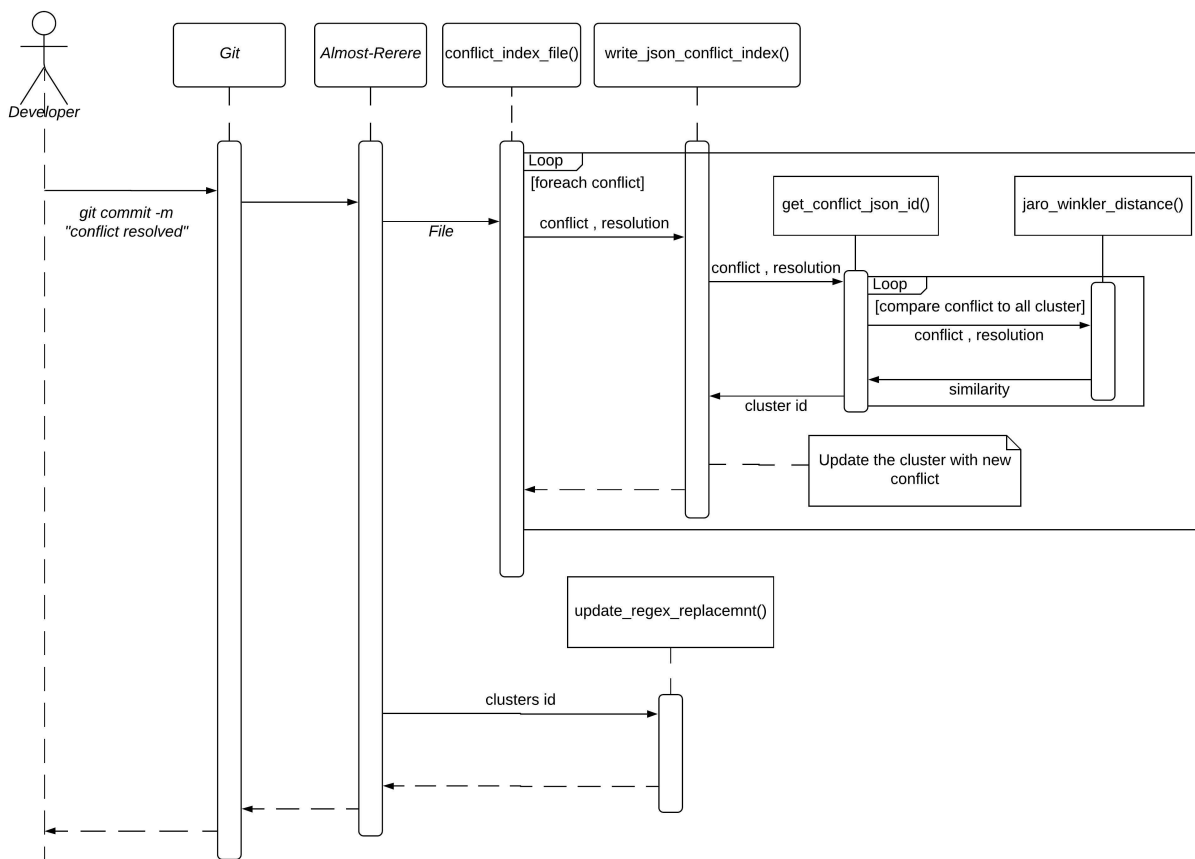 Developer
Git
Almost-Rerere
conflict_index_file()
write_json_conflict_index()
Loop
[foreach conflict]
git commit -m
"conflict resolved"
File
conflict , resolution
get_conflict_json_id()
jaro_winkler_distance()
conflict , resolution
Loop
[compare conflict to all cluster]
conflict , resolution
similarity
cluster id
Update the cluster with new
conflict
update_regex_replacemnt()
clusters id